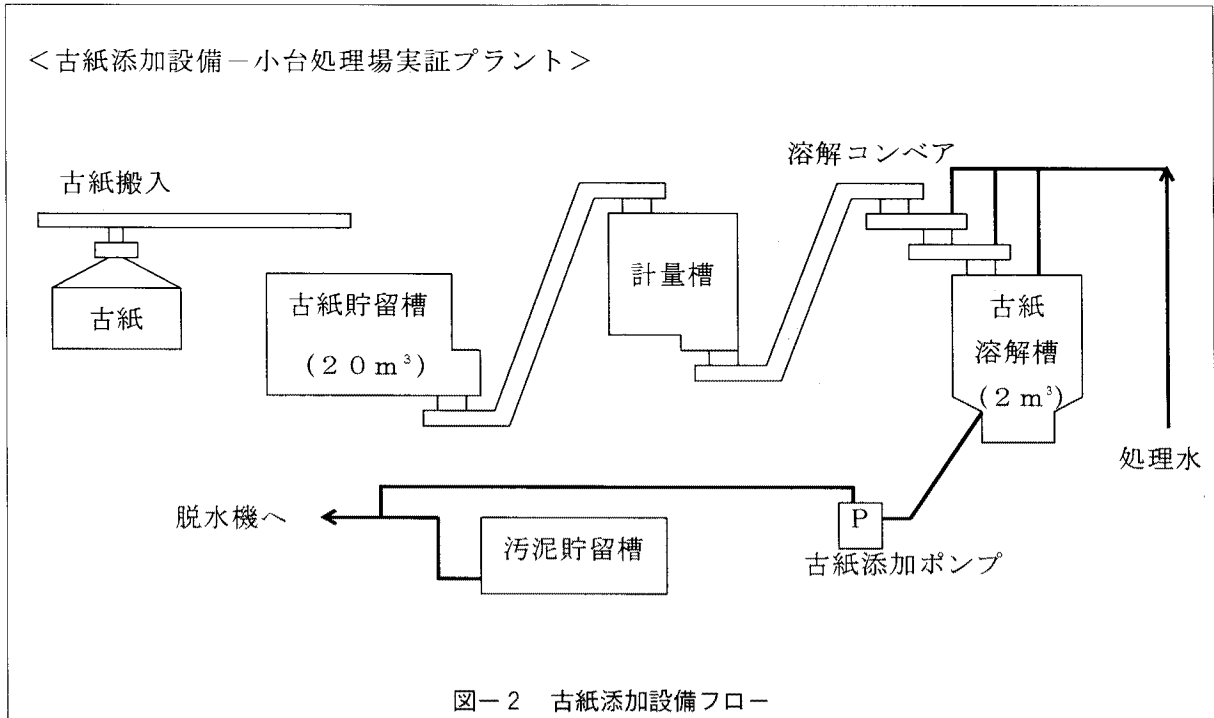 <古紙添加設備－小台処理場実証プラント>
溶解コンベア
古紙搬入
古紙
古紙貯留槽
(20m³)
計量槽
古紙
溶解槽
(2m³)
処理水
脱水機へ
汚泥貯留槽
P
古紙添加ポンプ
図－2 古紙添加設備フロー